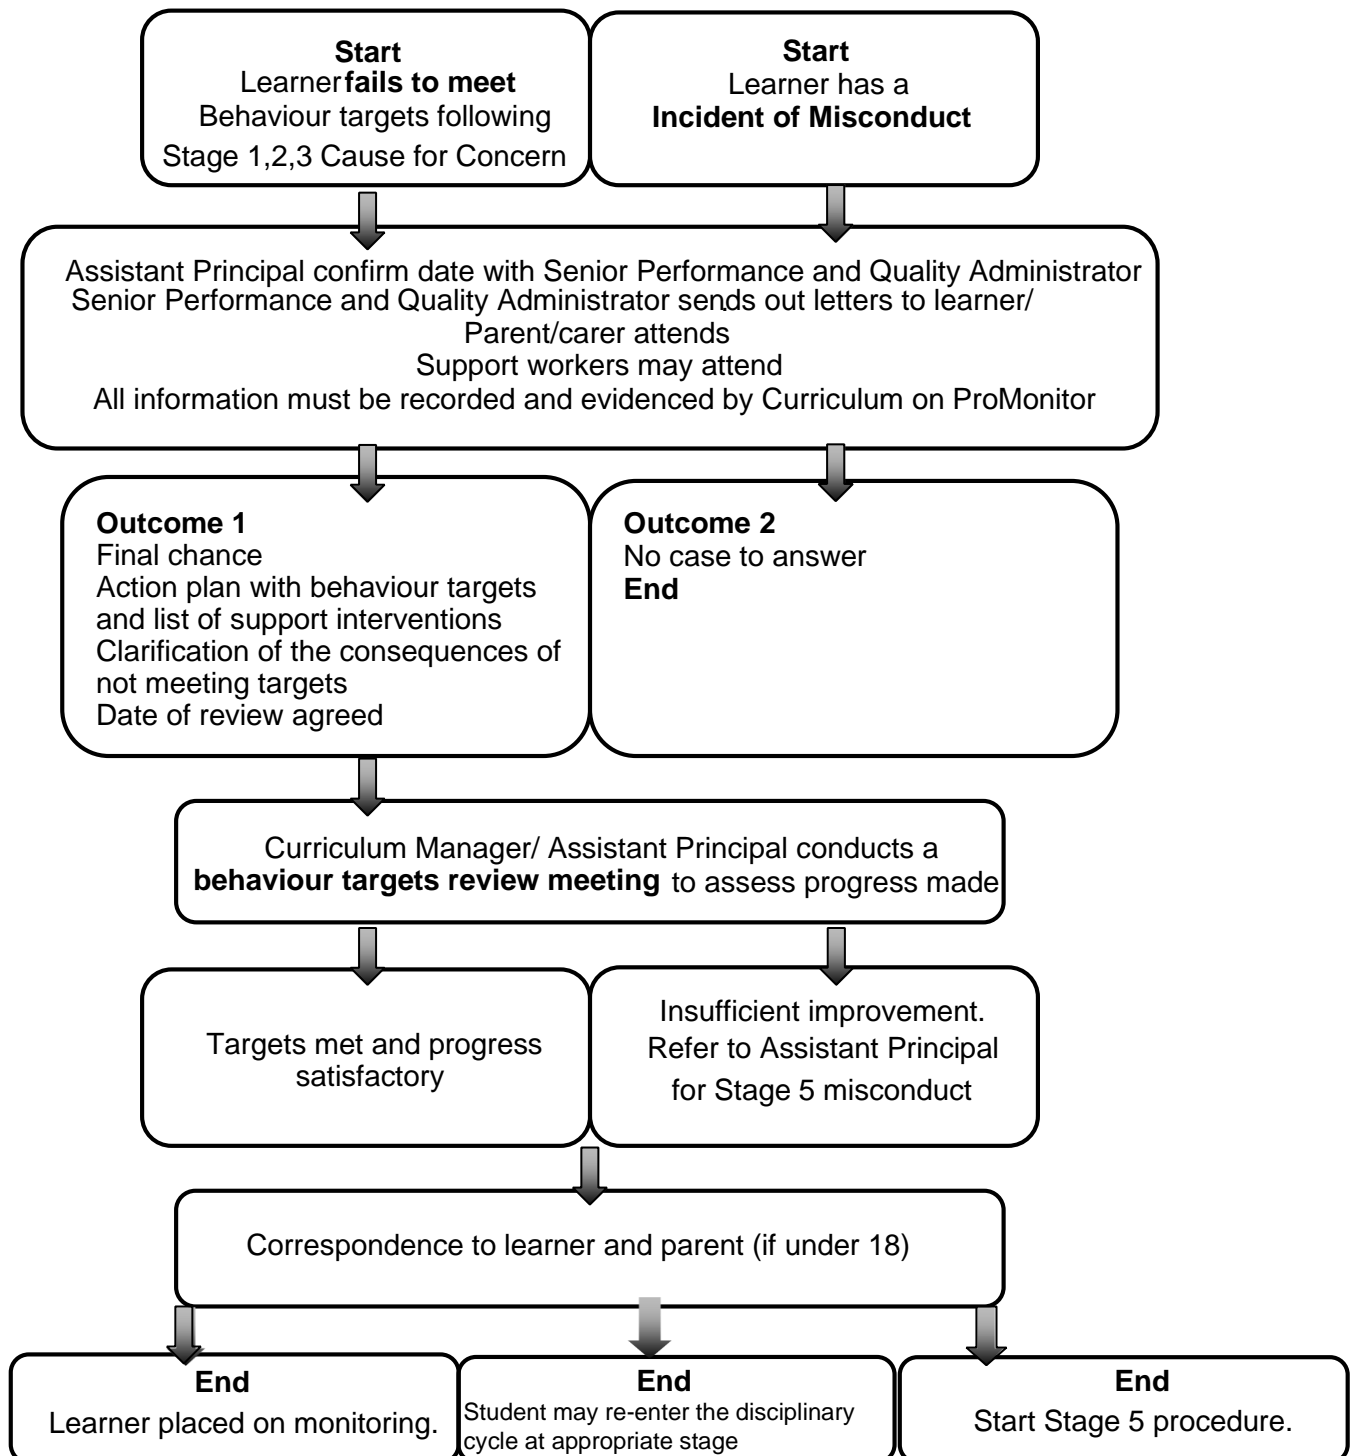 Start
Learner fails to meet
Behaviour targets following
Stage 1,2,3 Cause for Concern
Start
Learner has a
Incident of Misconduct
Assistant Principal confirm date with Senior Performance and Quality Administrator
Senior Performance and Quality Administrator sends out letters to learner/
Parent/carer attends
Support workers may attend
All information must be recorded and evidenced by Curriculum on ProMonitor
Outcome 1
Final chance
Action plan with behaviour targets
and list of support interventions
Clarification of the consequences of
not meeting targets
Date of review agreed
Outcome 2
No case to answer
End
Curriculum Manager/ Assistant Principal conducts a
behaviour targets review meeting to assess progress made
Targets met and progress
satisfactory
Insufficient improvement.
Refer to Assistant Principal
for Stage 5 misconduct
Correspondence to learner and parent (if under 18)
End
Learner placed on monitoring.
End
Student may re-enter the disciplinary
cycle at appropriate stage
End
Start Stage 5 procedure.